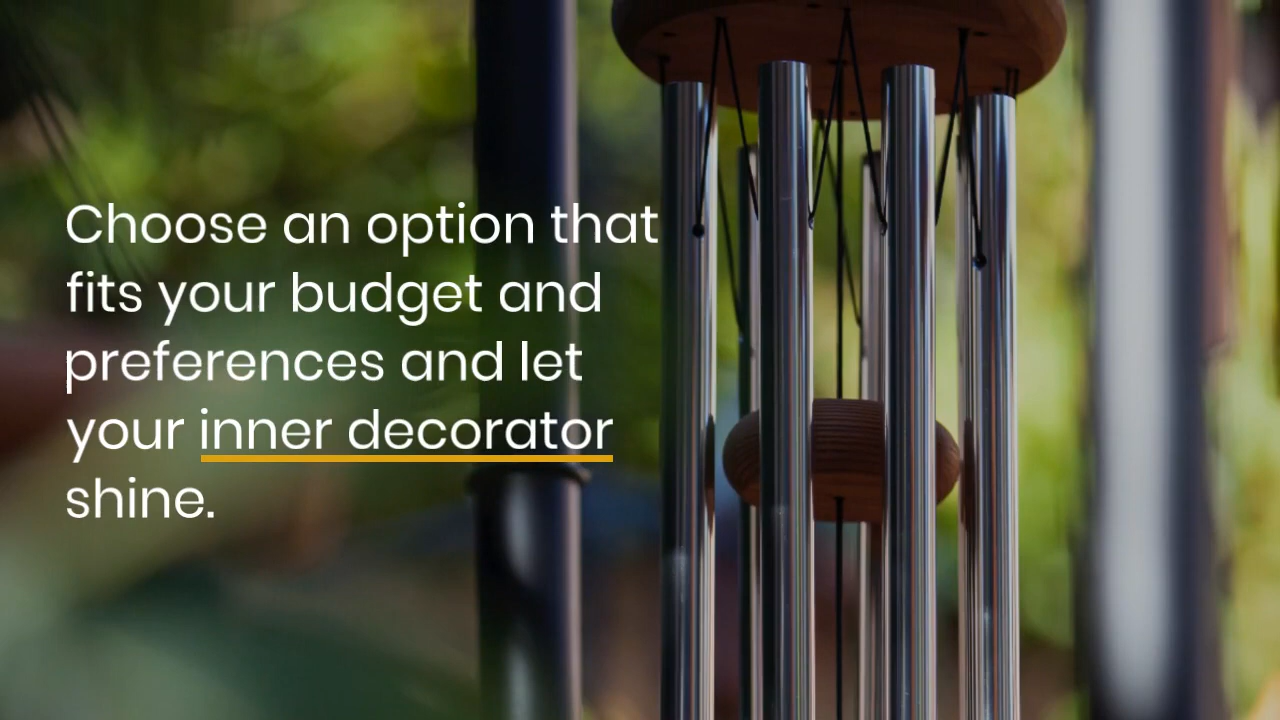 Choose an option that
fits your budget and
preferences and let
your inner decorator
shine.